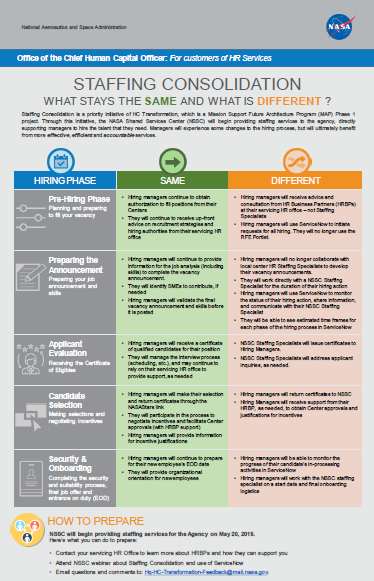 National Aeronautics and Space Administration
NASA
Office of the Chief Human Capital Officer: For customers of HR Services
STAFFING CONSOLIDATION
WHAT STAYS THE SAME AND WHAT IS DIFFERENT ?
Staffing Consolidation is a priority initiative of HC Transformation, which is a Mission Support Future Architecture Program (MAP) Phase 1
project. Through this initiative, the NASA Shared Services Center (NSSC) will begin providing staffing services to the agency, directly
supporting managers to hire the talent that they need. Managers will experience some changes to the hiring process, but will ultimately benefit
from more effective, efficient and accountable services.
HIRING PHASE
SAME
DIFFERENT
Pre-Hiring Phase
Planning and preparing
to fill your vacancy
• Hiring managers continue to obtain
authorization to fill positions from their
Centers
• They will continue to receive up-front
advice on recruitment strategies and
hiring authorities from their servicing HR
office
• Hiring managers will receive advice and
consultation from HR Business Partners (HRBPs)
at their servicing HR office – not Staffing
Specialists
• Hiring managers will use ServiceNow to initiate
requests for all hiring. They will no longer use the
RFE Portlet.
Preparing the
Announcement
Preparing your job
announcement and
skills
• Hiring managers will continue to provide
information for the job analysis (including
skills) to complete the vacancy
announcement.
• They will identify SMEs to contribute, if
needed
• Hiring managers will validate the final
vacancy announcement and skills before
it is posted
• Hiring managers will no longer collaborate with
local center HR Staffing Specialists to develop
their vacancy announcements.
• They will work directly with a NSSC Staffing
Specialist for the duration of their hiring action
• Hiring managers will use ServiceNow to monitor
the status of their hiring action, share information,
and communicate with their NSSC Staffing
Specialist
• They will be able to see estimated time frames for
each phase of the hiring process in ServiceNow
Applicant
Evaluation
Receiving the Certificate
of Eligibles
• Hiring managers will receive a certificate
of qualified candidates for their position
• They will manage the interview process
(scheduling, etc.), and may continue to
rely on their servicing HR office to
provide support, as needed
• NSSC Staffing Specialists will issue certificates to
Hiring Managers.
• NSSC Staffing Specialists will address applicant
inquiries, as needed.
Candidate
Selection
Making selections and
negotiating incentives
• Hiring managers will make their selection
and return certificates through the
NASAStars link
• They will participate in the process to
negotiate incentives and facilitate Center
approvals (with HRBP support)
• Hiring managers will provide information
for incentive justifications
• Hiring managers will return certificates to NSSC
• Hiring Managers will receive support from their
HRBP, as needed, to obtain Center approvals and
justifications for incentives
Security &
Onboarding
Completing the security
and suitability process,
final job offer and
entrance on duty (EOD)
• Hiring managers will continue to prepare
for their new employee's EOD date
• They will provide organizational
orientation for new employees
• Hiring managers will be able to monitor the
progress of their candidate's in-processing
activities in ServiceNow
• Hiring managers will work with the NSSC staffing
specialist on a start date and final onboarding
logistics
HOW TO PREPARE
NSSC will begin providing staffing services for the Agency on May 20, 2019.
Here's what you can do to prepare:
• Contact your servicing HR Office to learn more about HRBPs and how they can support you
• Attend NSSC webinar about Staffing Consolidation and use of ServiceNow
• Email questions and comments to: Hq-HC-Transformation-Feedback@mail.nasa.gov.